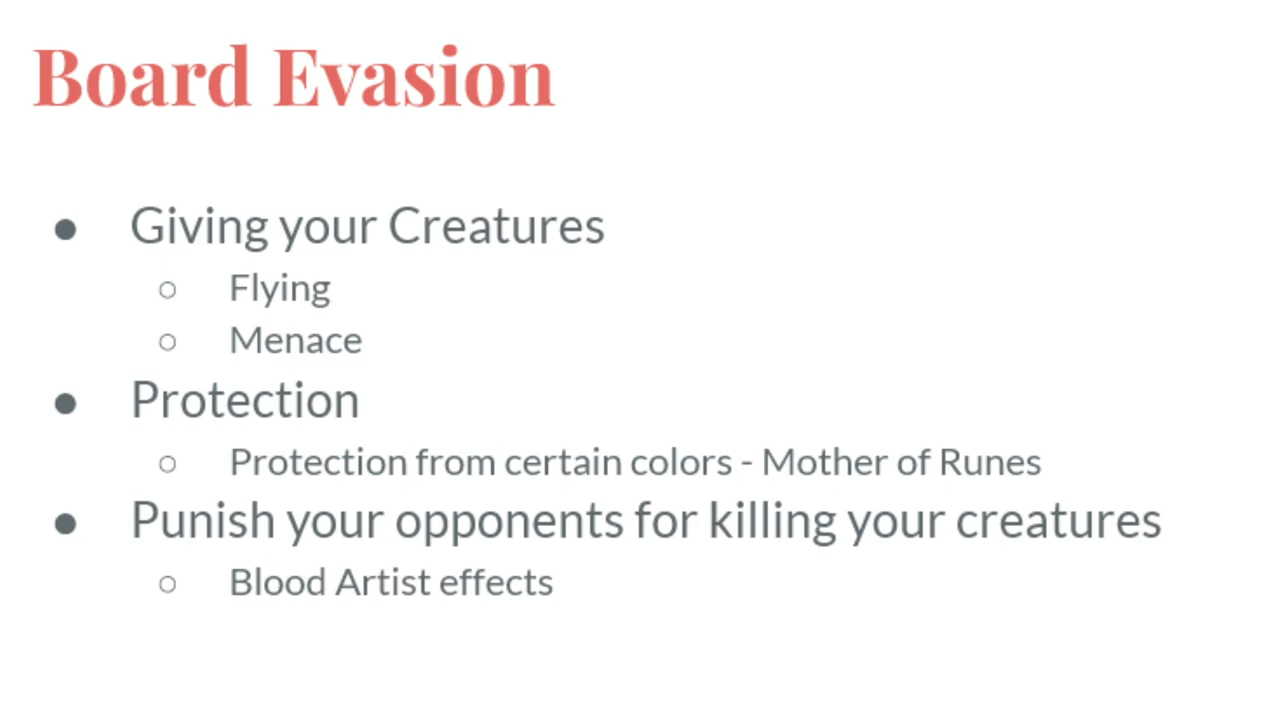 Board Evasion
● Giving your Creatures
○ Flying
○ Menace
● Protection
○ Protection from certain colors - Mother of Runes
● Punish your opponents for killing your creatures
○ Blood Artist effects